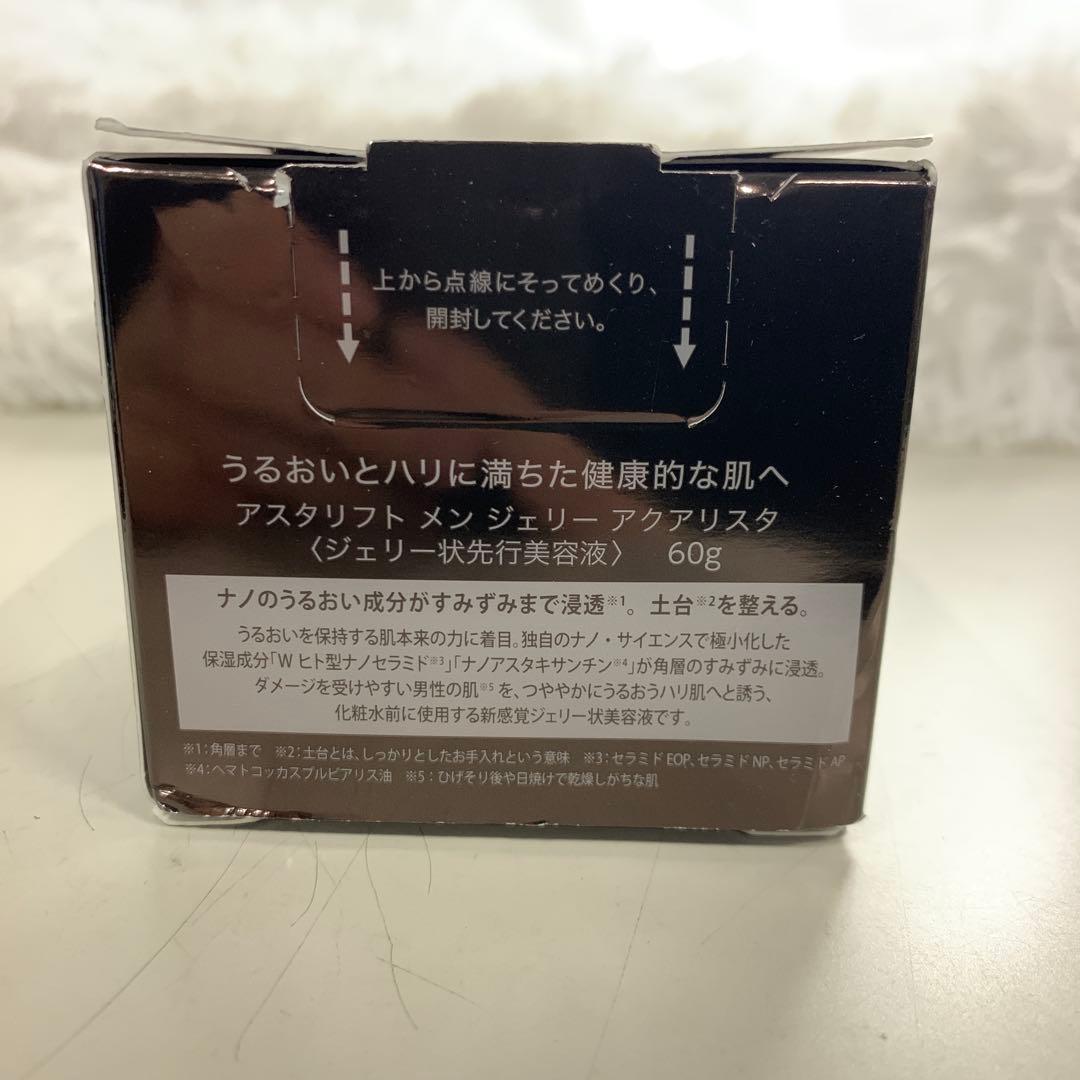 上から点線にそってめくり、
開封してください。
うるおいとハリに満ちた健康的な肌へ
アスタリフト メン ジェリー アクアリスタ
〈ジェリー状先行美容液〉 60g
ナノのうるおい成分がすみずみまで浸透※1。土台※2を整える。
うるおいを保持する肌本来の力に着目。独自のナノ・サイエンスで極小化した
保湿成分「W ヒト型ナノセラミド※3」「ナノアスタキサンチン※4」が角層のすみずみに浸透。
ダメージを受けやすい男性の肌※5を、つややかにうるおうハリ肌へと誘う、
化粧水前に使用する新感覚ジェリー状美容液です。
※1：角層まで ※2：土台とは、しっかりとしたお手入れという意味 ※3：セラミド EOP、セラミド NP、セラミド AP
※4：ヘマトコッカスプルビアリス油 ※5：ひげそり後や日焼けで乾燥しがちな肌